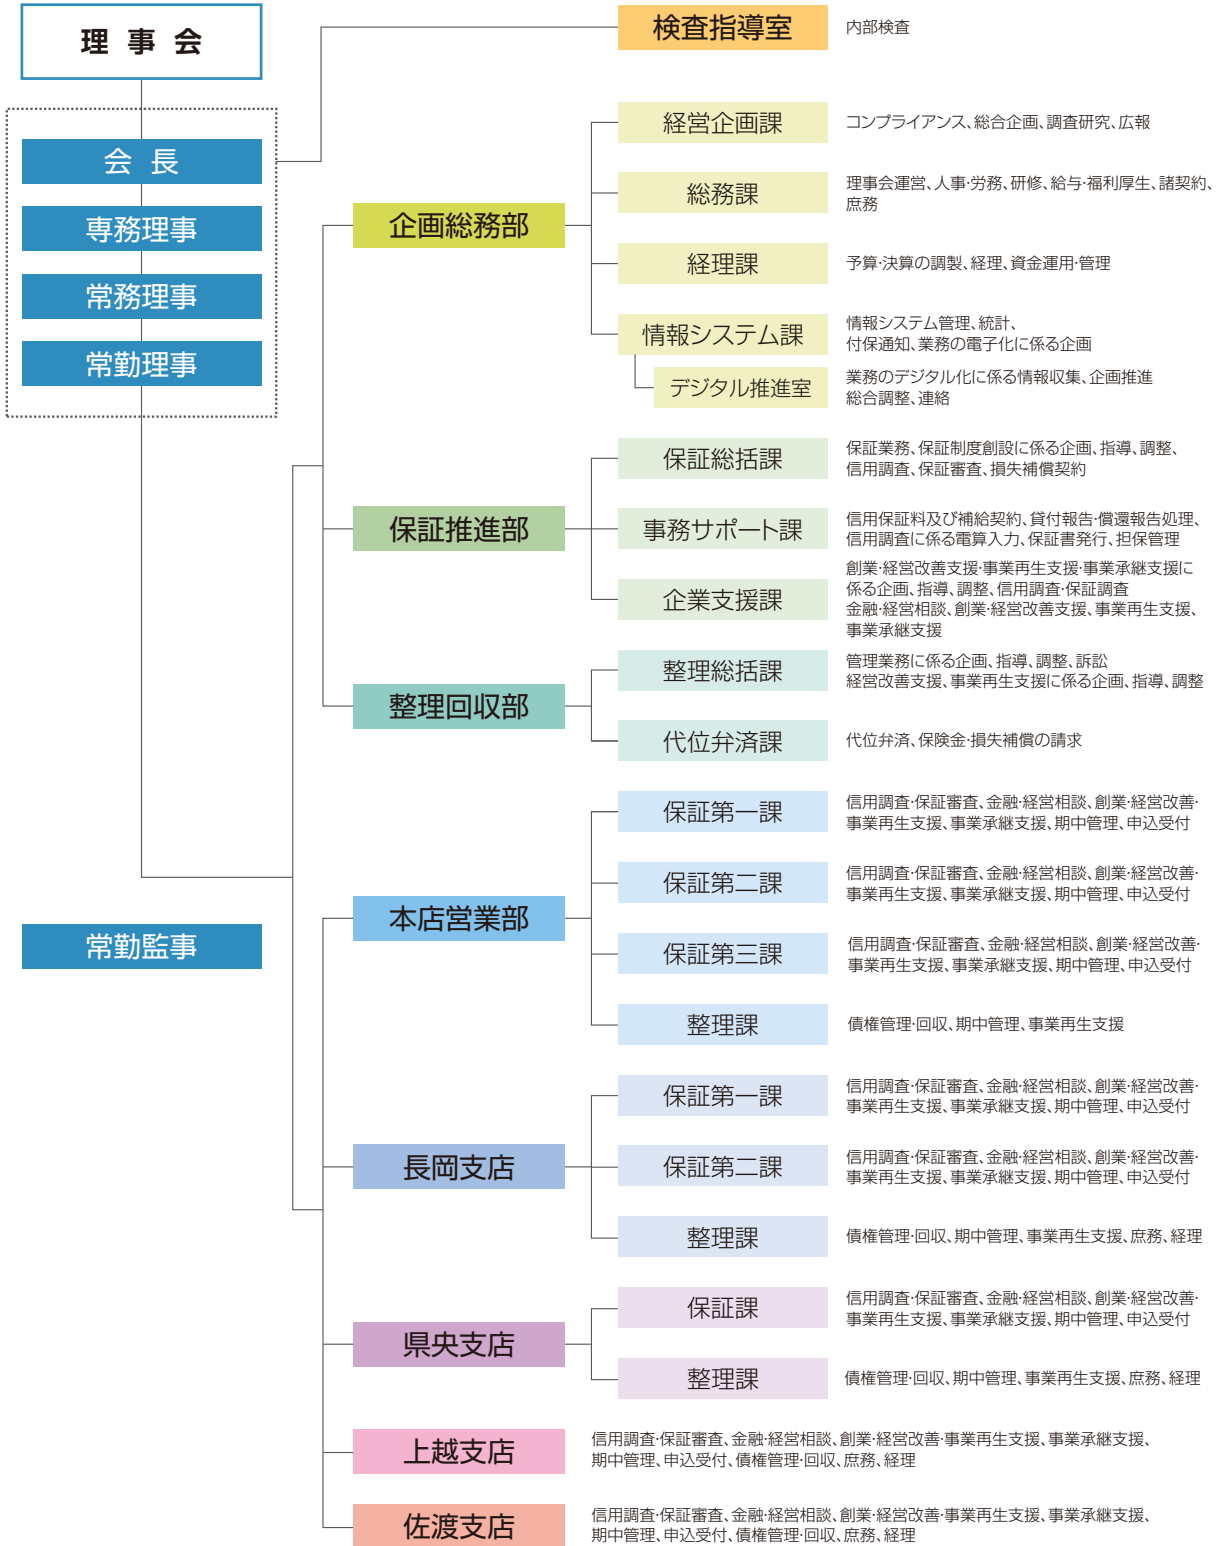 理事会
会長
専務理事
常務理事
常勤理事
常勤監事
検査指導室
内部検査
企画総務部
経営企画課
コンプライアンス、総合企画、調査研究、広報
総務課
理事会運営、人事・労務、研修、給与・福利厚生、諸契約、
庶務
経理課
予算・決算の調製、経理、資金運用・管理
情報システム課
情報システム管理、統計、
付保通知、業務の電子化に係る企画
デジタル推進室
業務のデジタル化に係る情報収集、企画推進
総合調整、連絡
保証推進部
保証総括課
保証業務、保証制度創設に係る企画、指導、調整、
信用調査、保証審査、損失補償契約
事務サポート課
信用保証料及び補給契約、貸付報告・償還報告処理、
信用調査に係る電算入力、保証書発行、担保管理
企業支援課
創業・経営改善支援・事業再生支援・事業承継支援に
係る企画、指導、調整、信用調査・保証調査
金融・経営相談、創業・経営改善支援、事業再生支援、
事業承継支援
整理回収部
整理総括課
管理業務に係る企画、指導、調整、訴訟
経営改善支援、事業再生支援に係る企画、指導、調整
代位弁済課
代位弁済、保険金・損失補償の請求
本店営業部
保証第一課
信用調査・保証審査、金融・経営相談、創業・経営改善・
事業再生支援、事業承継支援、期中管理、申込受付
保証第二課
信用調査・保証審査、金融・経営相談、創業・経営改善・
事業再生支援、事業承継支援、期中管理、申込受付
保証第三課
信用調査・保証審査、金融・経営相談、創業・経営改善・
事業再生支援、事業承継支援、期中管理、申込受付
整理課
債権管理・回収、期中管理、事業再生支援
長岡支店
保証第一課
信用調査・保証審査、金融・経営相談、創業・経営改善・
事業再生支援、事業承継支援、期中管理、申込受付
保証第二課
信用調査・保証審査、金融・経営相談、創業・経営改善・
事業再生支援、事業承継支援、期中管理、申込受付
整理課
債権管理・回収、期中管理、事業再生支援、庶務、経理
県央支店
保証課
信用調査・保証審査、金融・経営相談、創業・経営改善・
事業再生支援、事業承継支援、期中管理、申込受付
整理課
債権管理・回収、期中管理、事業再生支援、庶務、経理
上越支店
信用調査・保証審査、金融・経営相談、創業・経営改善・事業再生支援、事業承継支援、
期中管理、申込受付、債権管理・回収、庶務、経理
佐渡支店
信用調査・保証審査、金融・経営相談、創業・経営改善・事業再生支援、事業承継支援、
期中管理、申込受付、債権管理・回収、庶務、経理